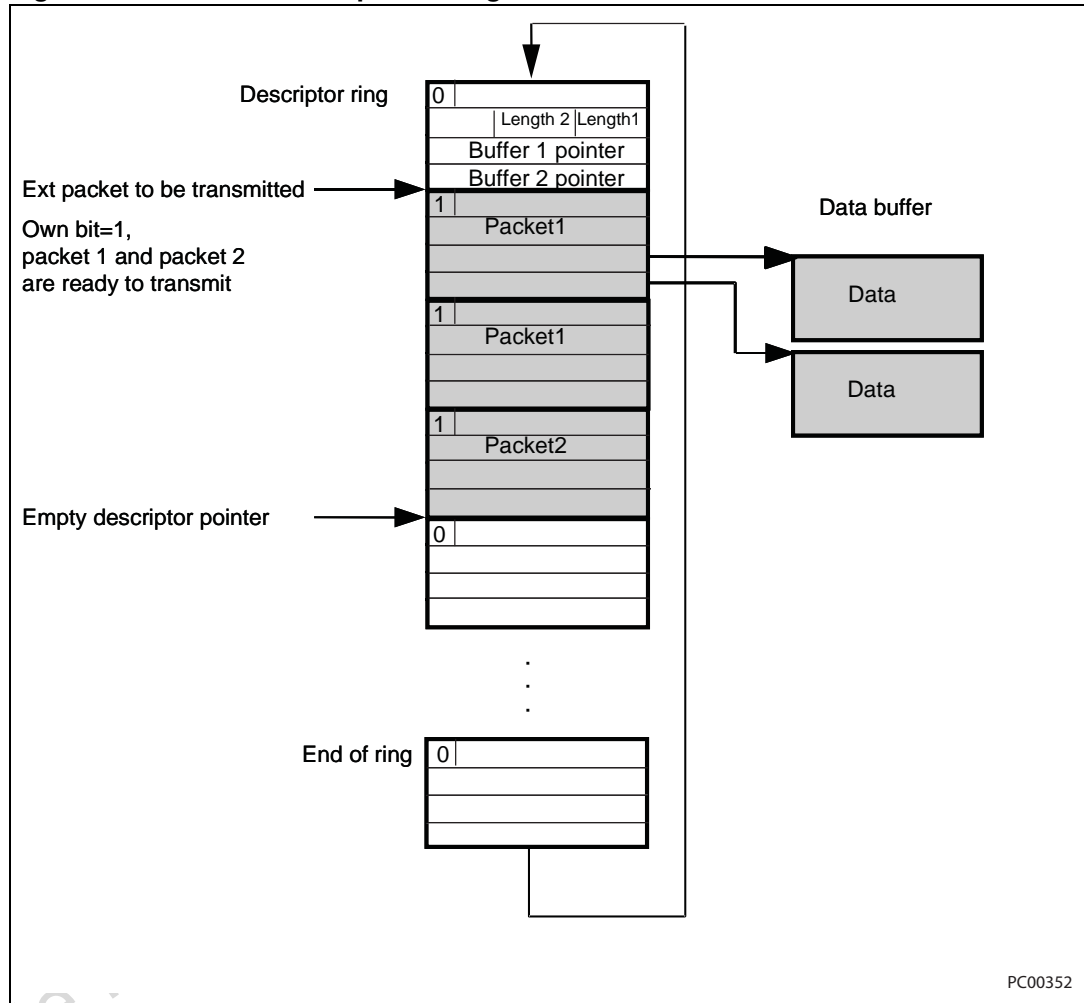 Descriptor ring
0
Length 2 Length1
Buffer 1 pointer
Buffer 2 pointer
Ext packet to be transmitted
Own bit=1,
packet 1 and packet 2
are ready to transmit
1
Packet1
Data buffer
Data
1
Packet1
Data
1
Packet2
Empty descriptor pointer
0
.
.
.
End of ring
0
PC00352